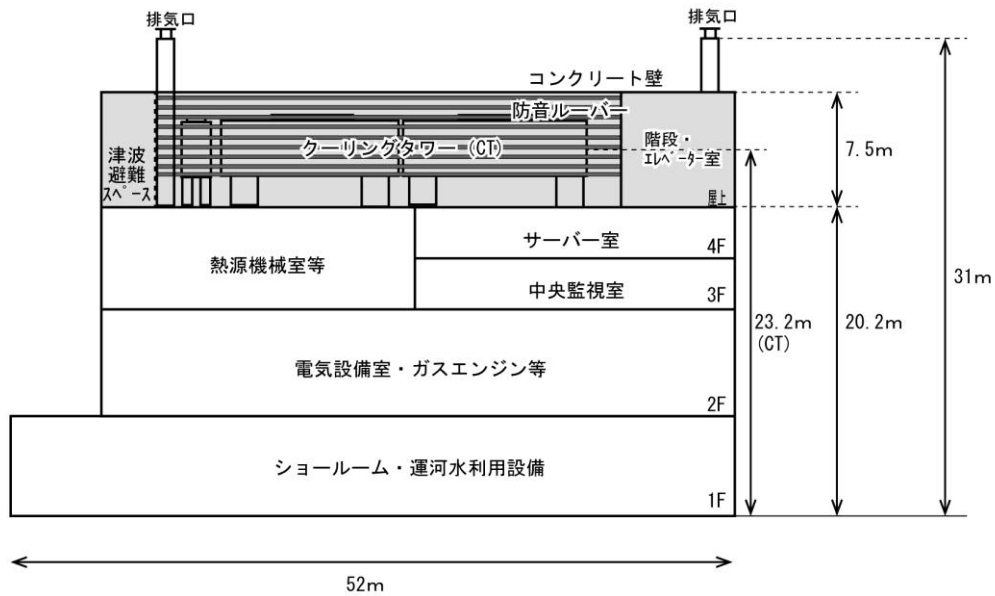 排気口
排気口
コンクリート壁
防音ルーバー
クーリングタワー (CT)
津波
避難
スペース
階段・
エレベーター室
屋上
7.5m
サーバー室
4F
熱源機械室等
中央監視室
3F
31m
23.2m
(CT)
20.2m
電気設備室・ガスエンジン等
2F
ショールーム・運河水利用設備
1F
52m